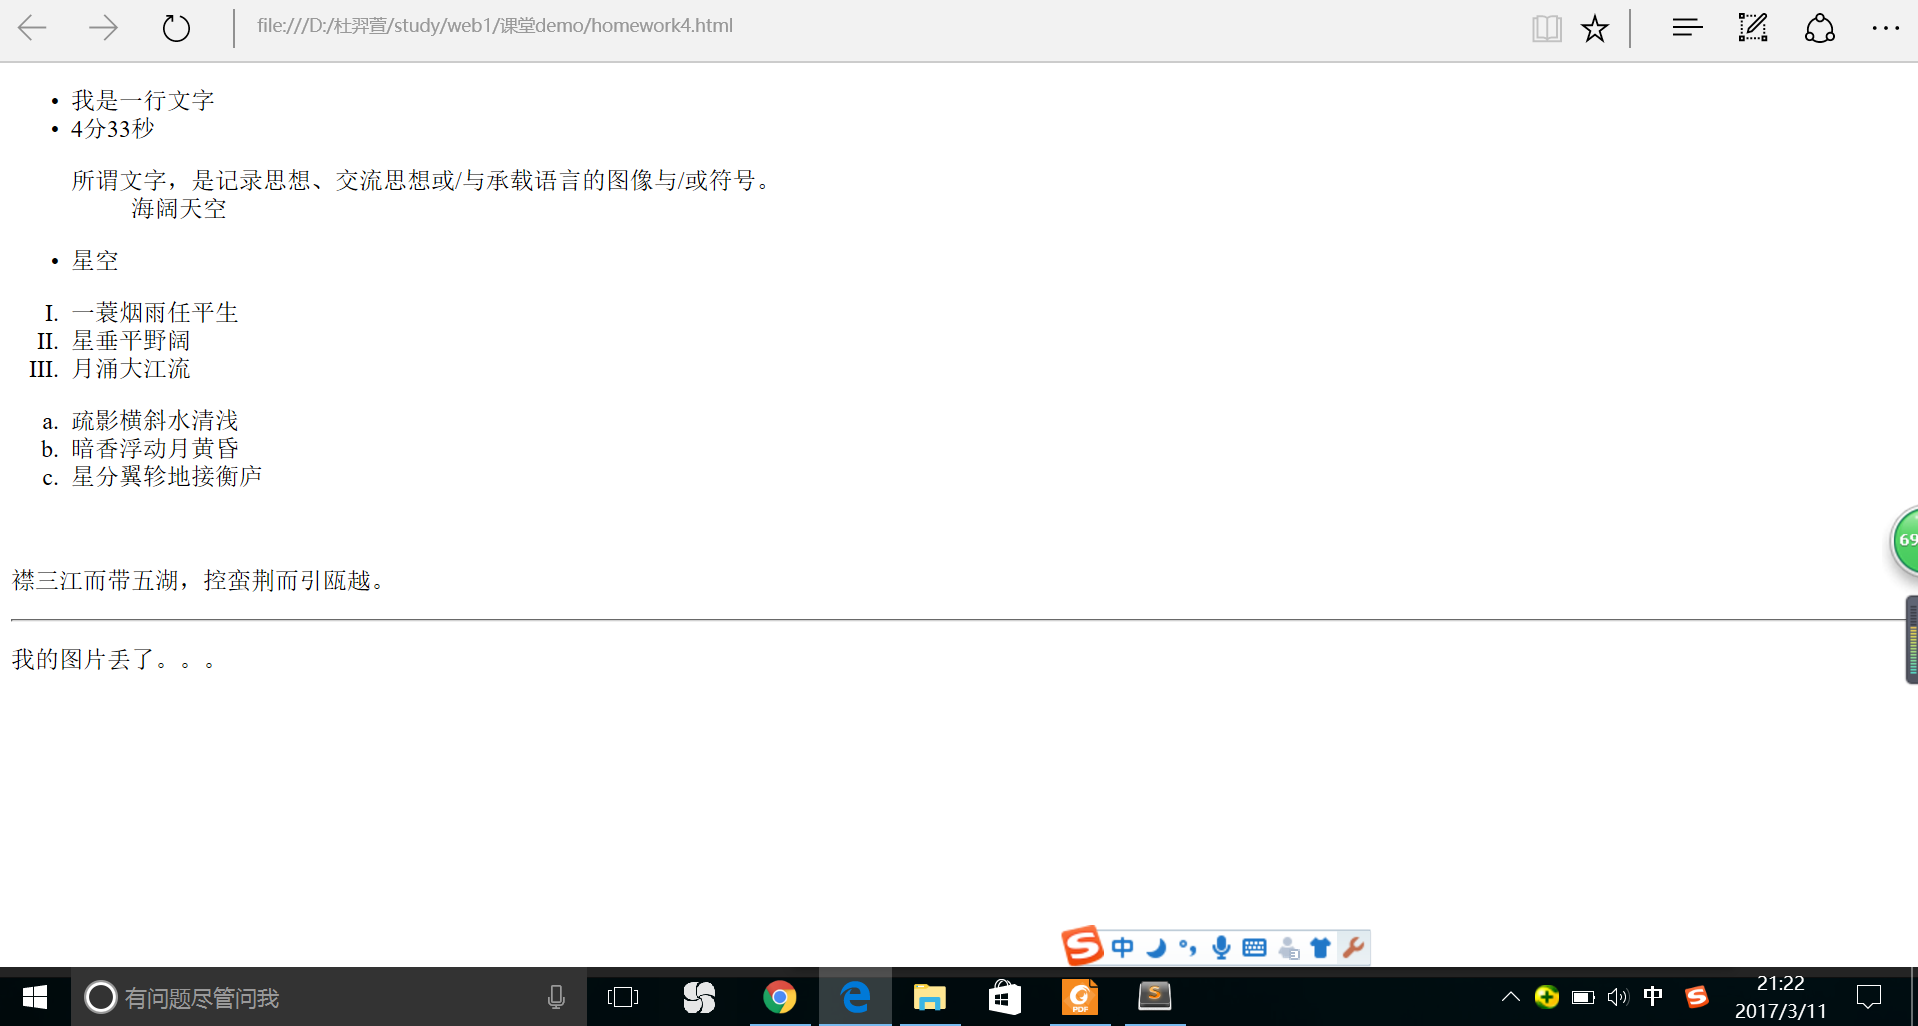 file:///D:/杜羿萱/study/web1/课堂demo/homework4.html
• 我是一行文字
• 4分33秒
所谓文字，是记录思想、交流思想或/与承载语言的图像与/或符号。
海阔天空
• 星空
I. 一蓑烟雨任平生
II. 星垂平野阔
III. 月涌大江流
a. 疏影横斜水清浅
b. 暗香浮动月黄昏
c. 星分翼轸地接衡庐
69
襟三江而带五湖，控蛮荆而引瓯越。
我的图片丢了。。。
S 中
有问题尽管问我
PDF
S
中
S
21:22
2017/3/11